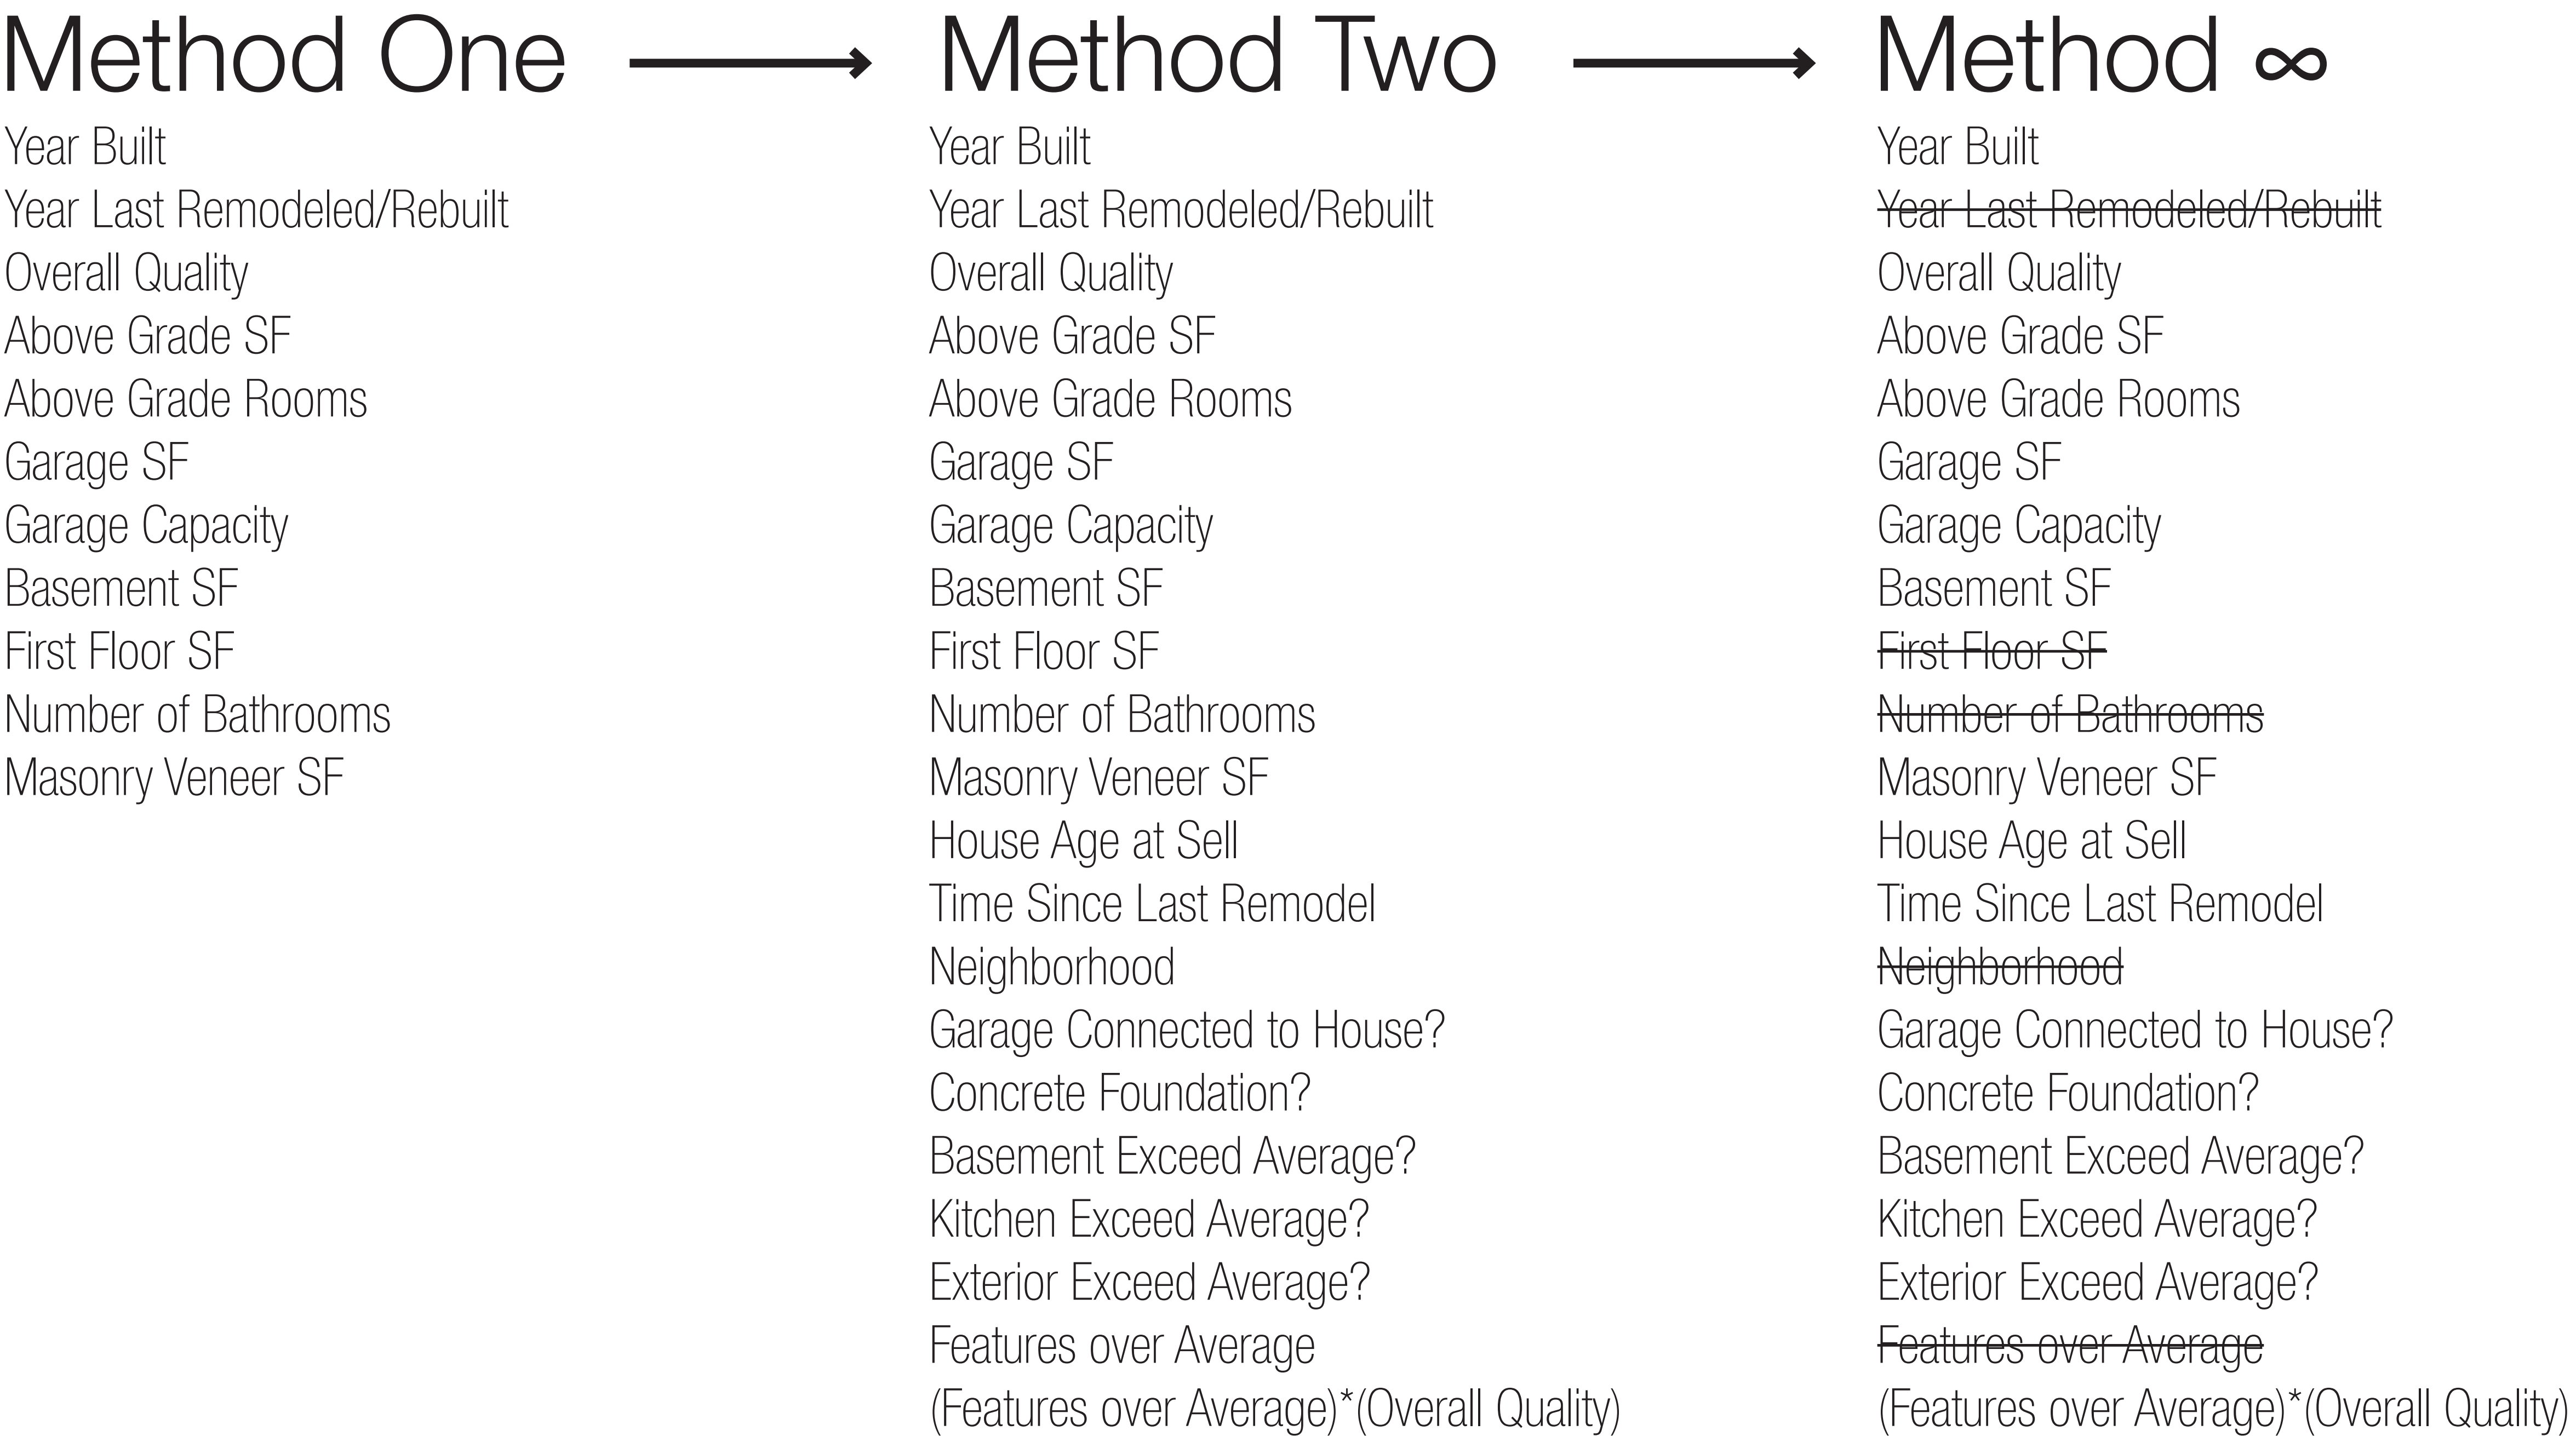 Method One → Method Two → Method ∞
Year Built
Year Last Remodeled/Rebuilt
Overall Quality
Above Grade SF
Above Grade Rooms
Garage SF
Garage Capacity
Basement SF
First Floor SF
Number of Bathrooms
Masonry Veneer SF
Year Built
Year Last Remodeled/Rebuilt
Overall Quality
Above Grade SF
Above Grade Rooms
Garage SF
Garage Capacity
Basement SF
First Floor SF
Number of Bathrooms
Masonry Veneer SF
House Age at Sell
Time Since Last Remodel
Neighborhood
Garage Connected to House?
Concrete Foundation?
Basement Exceed Average?
Kitchen Exceed Average?
Exterior Exceed Average?
Features over Average
(Features over Average)*(Overall Quality)
Year Built
Year Last Remodeled/Rebuilt
Overall Quality
Above Grade SF
Above Grade Rooms
Garage SF
Garage Capacity
Basement SF
First Floor SF
Number of Bathrooms
Masonry Veneer SF
House Age at Sell
Time Since Last Remodel
Neighborhood
Garage Connected to House?
Concrete Foundation?
Basement Exceed Average?
Kitchen Exceed Average?
Exterior Exceed Average?
Features over Average
(Features over Average)*(Overall Quality)